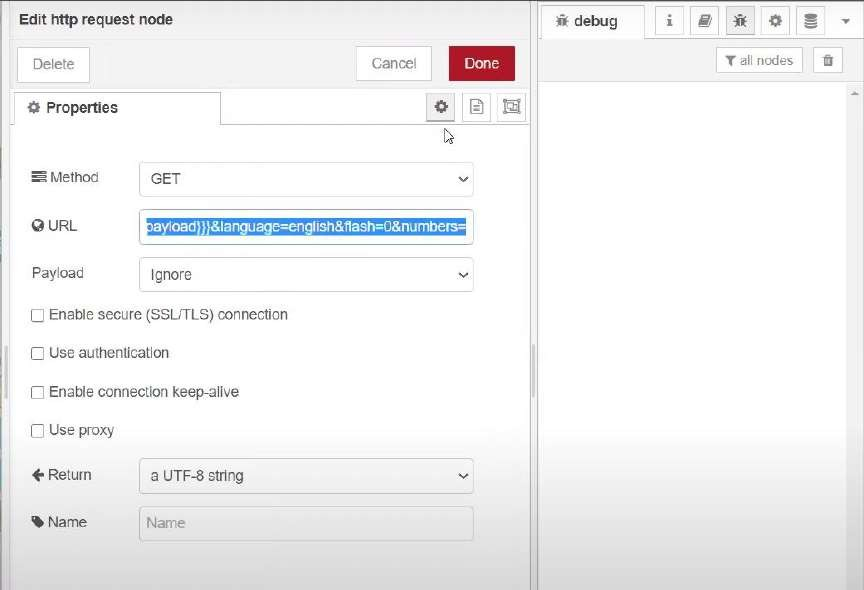 Edit http request node
Delete
Cancel
Done
Properties
Method
GET
URL
payload}}}&language=english&flash=0&numbers=
Payload
Ignore
Enable secure (SSL/TLS) connection
Use authentication
Enable connection keep-alive
Use proxy
Return
a UTF-8 string
Name
Name
debug
i
all nodes